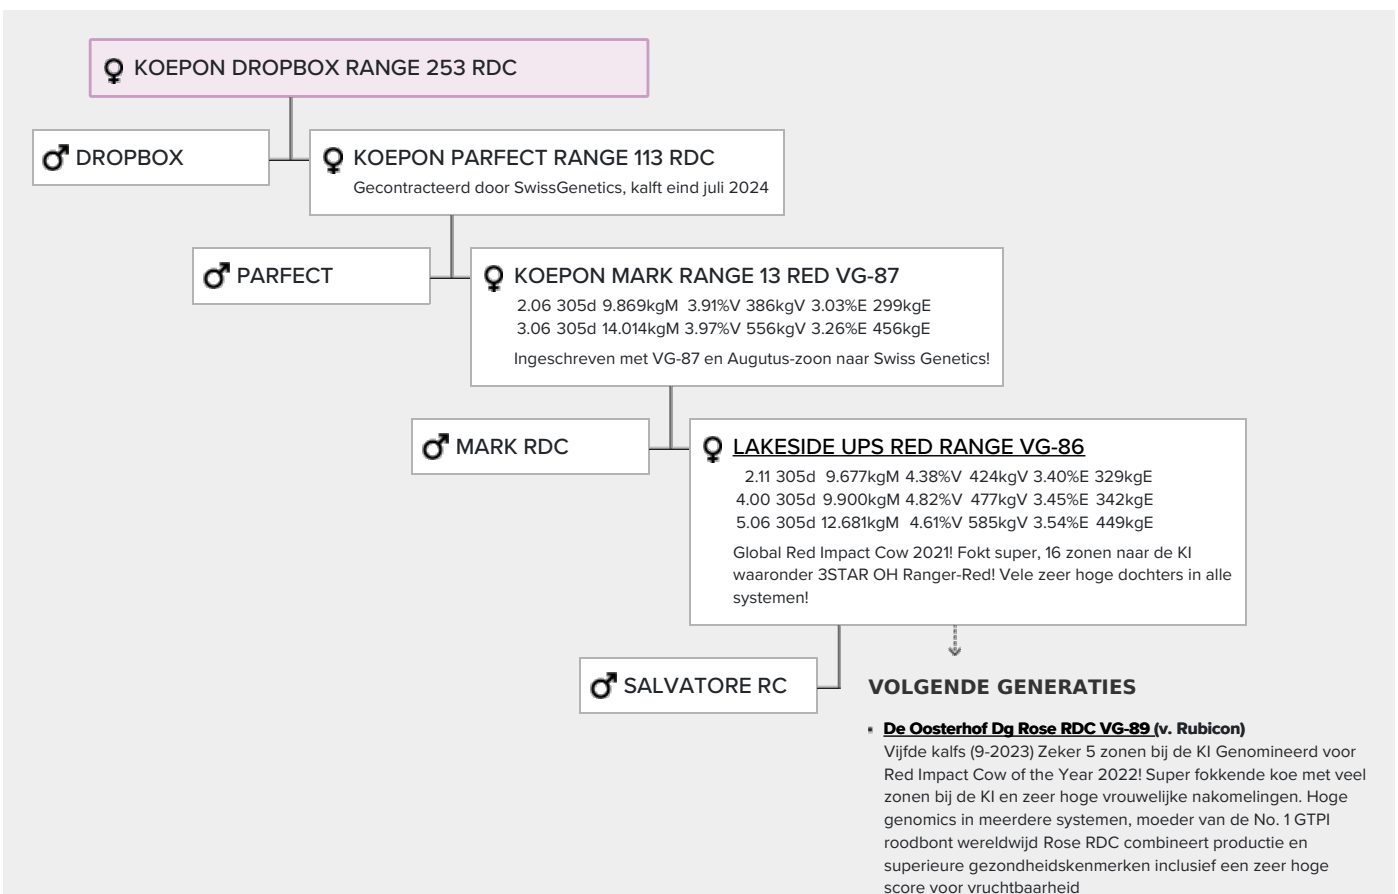 KOEPON DROPBOX RANGE 253 RDC
DROPBOX
KOEPON PARFECT RANGE 113 RDC
Gecontracteerd door SwissGenetics, kalft eind juli 2024
PARFECT
KOEPON MARK RANGE 13 RED VG-87
2.06 305d 9.869kgM 3.91%V 386kgV 3.03%E 299kgE
3.06 305d 14.014kgM 3.97%V 556kgV 3.26%E 456kgE
Ingeschreven met VG-87 en Augutus-zoon naar Swiss Genetics!
MARK RDC
LAKESIDE UPS RED RANGE VG-86
2.11 305d 9.677kgM 4.38%V 424kgV 3.40%E 329kgE
4.00 305d 9.900kgM 4.82%V 477kgV 3.45%E 342kgE
5.06 305d 12.681kgM 4.61%V 585kgV 3.54%E 449kgE
Global Red Impact Cow 2021! Fokt super, 16 zonen naar de KI
waaronder 3STAR OH Ranger-Red! Vele zeer hoge dochters in alle
systemen!
SALVATORE RC
VOLGENDE GENERATIES
▪ De Oosterhof Dg Rose RDC VG-89 (v. Rubicon)
Vijfde kalfs (9-2023) Zeker 5 zonen bij de KI Genomineerd voor
Red Impact Cow of the Year 2022! Super fokkende koe met veel
zonen bij de KI en zeer hoge vrouwelijke nakomelingen. Hoge
genomics in meerdere systemen, moeder van de No. 1 GTPI
roodbont wereldwijd Rose RDC combineert productie en
superieure gezondheidskenmerken inclusief een zeer hoge
score voor vruchtbaarheid